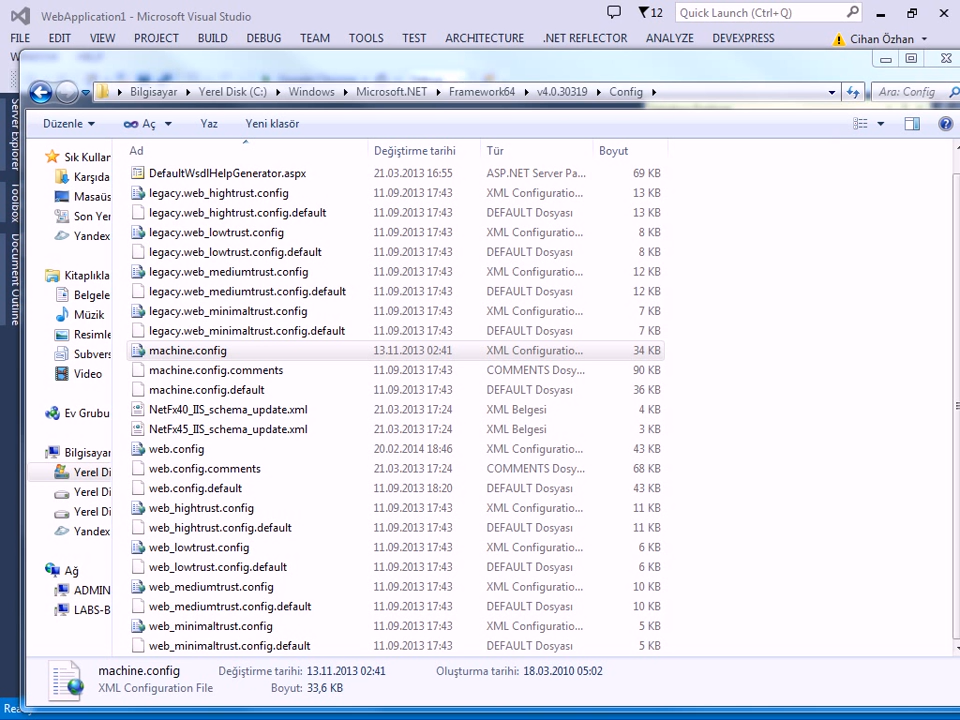 WebApplication1 - Microsoft Visual Studio
12
Quick Launch (Ctrl+Q)
FILE EDIT VIEW PROJECT BUILD DEBUG TEAM TOOLS TEST ARCHITECTURE .NET REFLECTOR ANALYZE DEVEXPRESS
Cihan Özhan
Bilgisayar Yerel Disk (C:) Windows Microsoft.NET Framework64 v4.0.30319 Config
Ara: Config
Düzenle Aç Yaz Yeni klasör
Server Explorer
Toolbox
Document Outline
Sık Kullan
Karşıda
Masaüs
Son Yer
Yandex
Kitaplıkla
Belgele
Müzik
Resimle
Subvers
Video
Ev Grubu
Bilgisayar
Yerel Di
Yerel Di
Yerel Di
Yandex
Ağ
ADMIN
LABS-B
Ad Değiştirme tarihi Tür Boyut
DefaultWsdlHelpGenerator.aspx 21.03.2013 16:55 ASP.NET Server Pa... 69 KB
legacy.web_hightrust.config 11.09.2013 17:43 XML Configuratio... 13 KB
legacy.web_hightrust.config.default 11.09.2013 17:43 DEFAULT Dosyası 13 KB
legacy.web_lowtrust.config 11.09.2013 17:43 XML Configuratio... 8 KB
legacy.web_lowtrust.config.default 11.09.2013 17:43 DEFAULT Dosyası 8 KB
legacy.web_mediumtrust.config 11.09.2013 17:43 XML Configuratio... 12 KB
legacy.web_mediumtrust.config.default 11.09.2013 17:43 DEFAULT Dosyası 12 KB
legacy.web_minimaltrust.config 11.09.2013 17:43 XML Configuratio... 7 KB
legacy.web_minimaltrust.config.default 11.09.2013 17:43 DEFAULT Dosyası 7 KB
machine.config 13.11.2013 02:41 XML Configuratio... 34 KB
machine.config.comments 11.09.2013 17:43 COMMENTS Dosy... 90 KB
machine.config.default 11.09.2013 17:43 DEFAULT Dosyası 36 KB
NetFx40_IIS_schema_update.xml 21.03.2013 17:24 XML Belgesi 4 KB
NetFx45_IIS_schema_update.xml 21.03.2013 17:24 XML Belgesi 3 KB
web.config 20.02.2014 18:46 XML Configuratio... 43 KB
web.config.comments 21.03.2013 17:24 COMMENTS Dosy... 68 KB
web.config.default 11.09.2013 18:20 DEFAULT Dosyası 43 KB
web_hightrust.config 11.09.2013 17:43 XML Configuratio... 11 KB
web_hightrust.config.default 11.09.2013 17:43 DEFAULT Dosyası 11 KB
web_lowtrust.config 11.09.2013 17:43 XML Configuratio... 6 KB
web_lowtrust.config.default 11.09.2013 17:43 DEFAULT Dosyası 6 KB
web_mediumtrust.config 11.09.2013 17:43 XML Configuratio... 10 KB
web_mediumtrust.config.default 11.09.2013 17:43 DEFAULT Dosyası 10 KB
web_minimaltrust.config 11.09.2013 17:43 XML Configuratio... 5 KB
web_minimaltrust.config.default 11.09.2013 17:43 DEFAULT Dosyası 5 KB
machine.config Değiştirme tarihi: 13.11.2013 02:41 Oluşturma tarihi: 18.03.2010 05:02
XML Configuration File Boyut: 33,6 KB